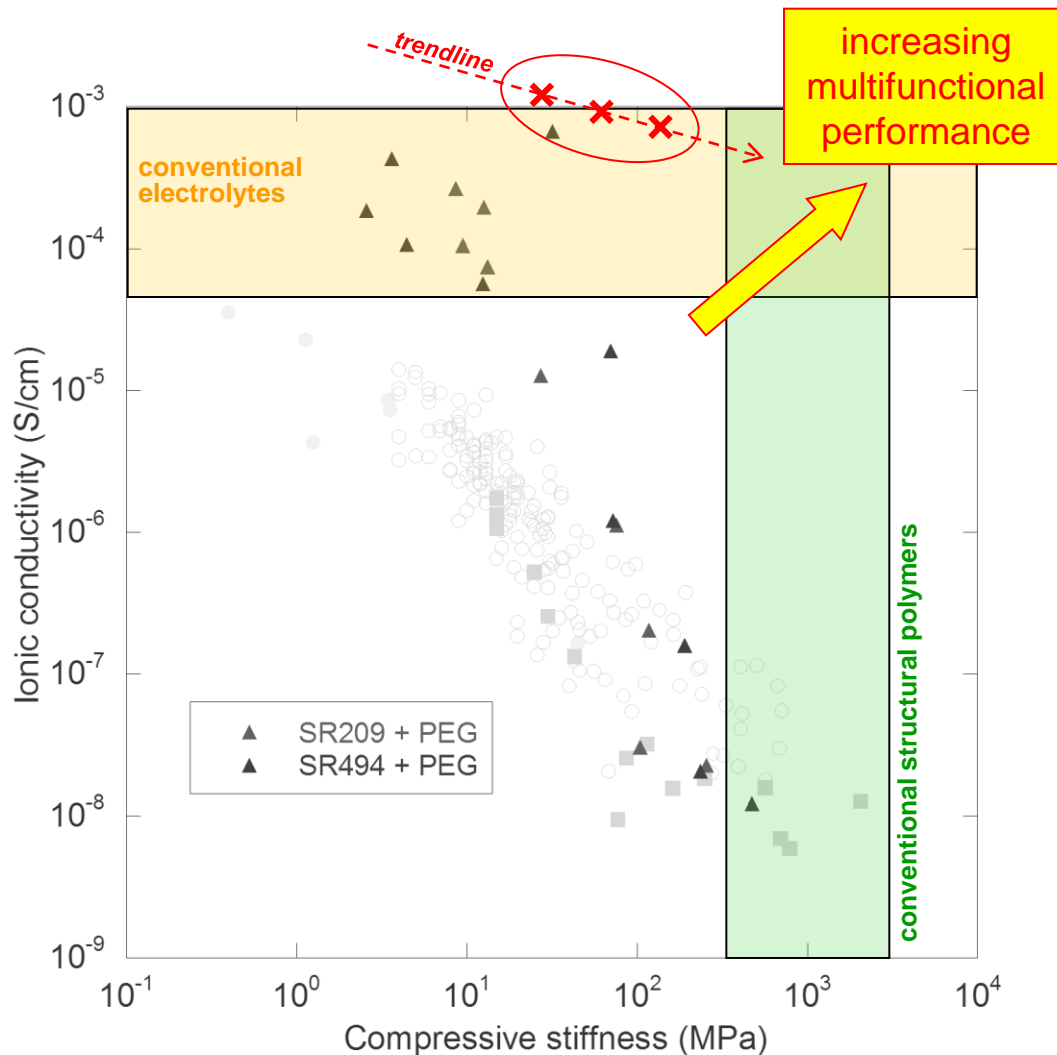 trendline
increasing
multifunctional
performance
conventional
electrolytes
conventional structural polymers
Ionic conductivity (S/cm)
10^-3
10^-4
10^-5
10^-6
10^-7
10^-8
10^-9
SR209 + PEG
SR494 + PEG
10^-1 10^0 10^1 10^2 10^3 10^4
Compressive stiffness (MPa)